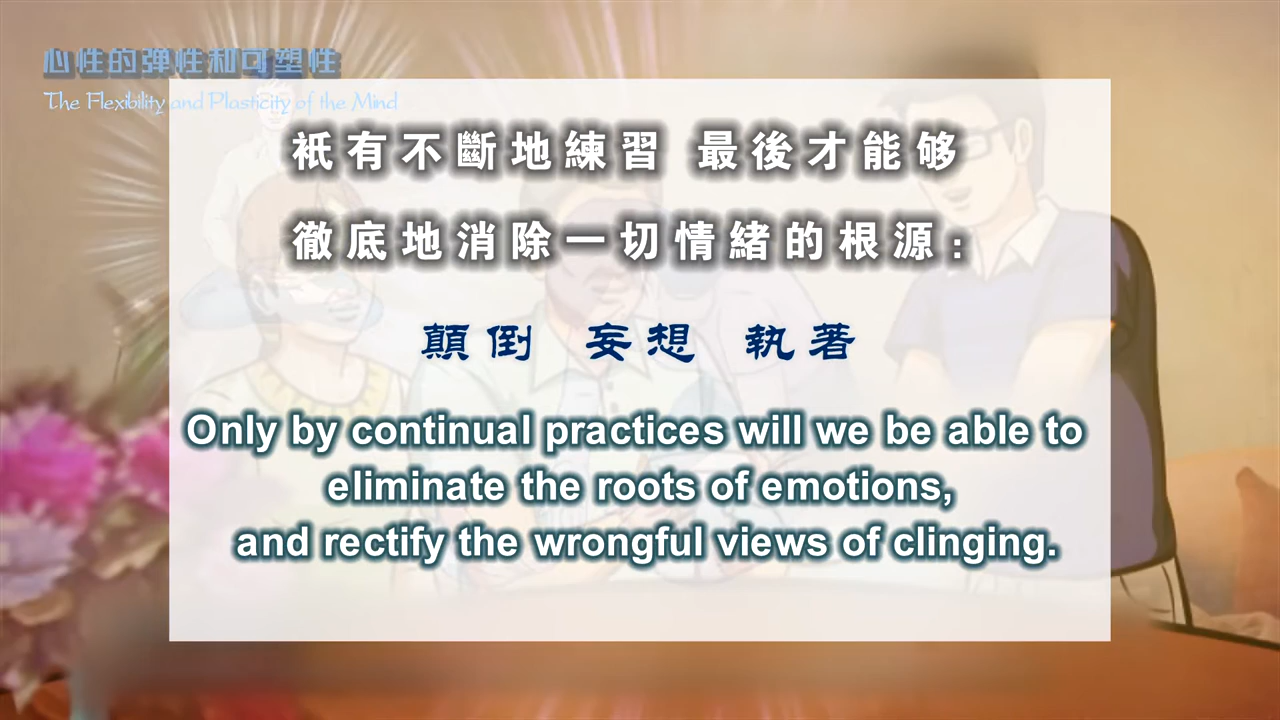 心性的弹性和可塑性
The Flexibility and Plasticity of the Mind
衹有不斷地練習 最後才能够
徹底地消除一切情緒的根源：
顛倒 妄想 執著
Only by continual practices will we be able to
eliminate the roots of emotions,
and rectify the wrongful views of clinging.